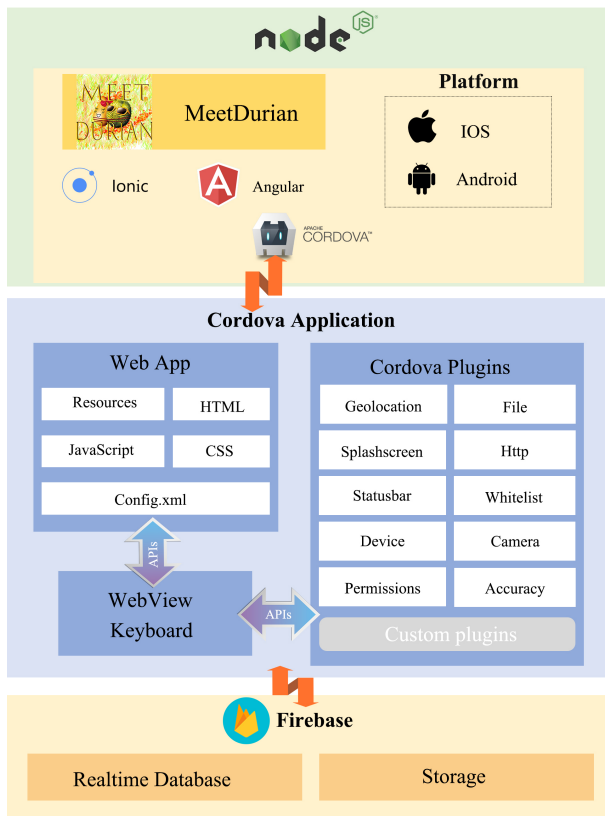 node
JS
MEET
DURIAN
MeetDurian
Platform
IOS
Android
Ionic
Angular
APACHE
CORDOVA™
Cordova Application
Web App
Resources
HTML
JavaScript
CSS
Config.xml
APIs
WebView
Keyboard
APIs
Cordova Plugins
Geolocation
File
Splashscreen
Http
Statusbar
Whitelist
Device
Camera
Permissions
Accuracy
Custom plugins
Firebase
Realtime Database
Storage